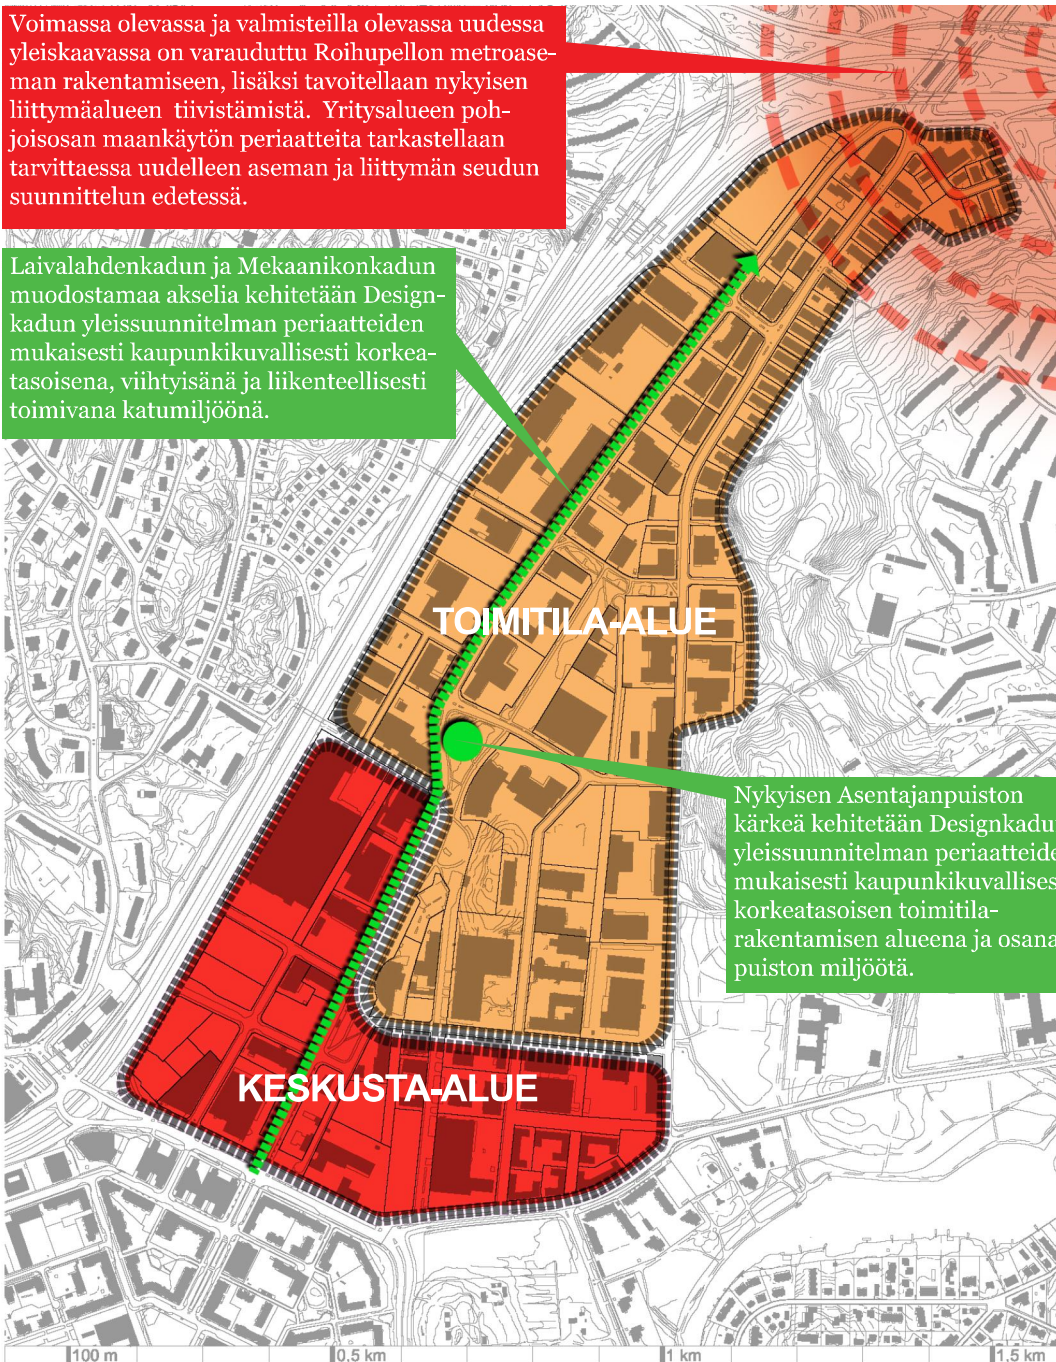 Voimassa olevassa ja valmisteilla olevassa uudessa
yleiskaavassa on varauduttu Roihupellon metroase-
man rakentamiseen, lisäksi tavoitellaan nykyisen
liittymäalueen tiivistämistä. Yritysalueen poh-
joisosan maankäytön periaatteita tarkastellaan
tarvittaessa uudelleen aseman ja liittymän seudun
suunnittelun edetessä.
Laivalahdenkadun ja Mekaanikonkadun
muodostamaa akselia kehitetään Design-
kadun yleissuunnitelman periaatteiden
mukaisesti kaupunkikuvallisesti korkea-
tasoisena, viihtyisänä ja liikenteellisesti
toimivana katumiljöönä.
TOIMITILA-ALUE
Nykyisen Asentajanpuiston
kärkeä kehitetään Designkadu
yleissuunnitelman periaatteide
mukaisesti kaupunkikuvallises
korkeatasoisen toimitila-
rakentamisen alueena ja osana
puiston miljöötä.
KESKUSTA-ALUE
100 m 0,5 km 1 km 1,5 km